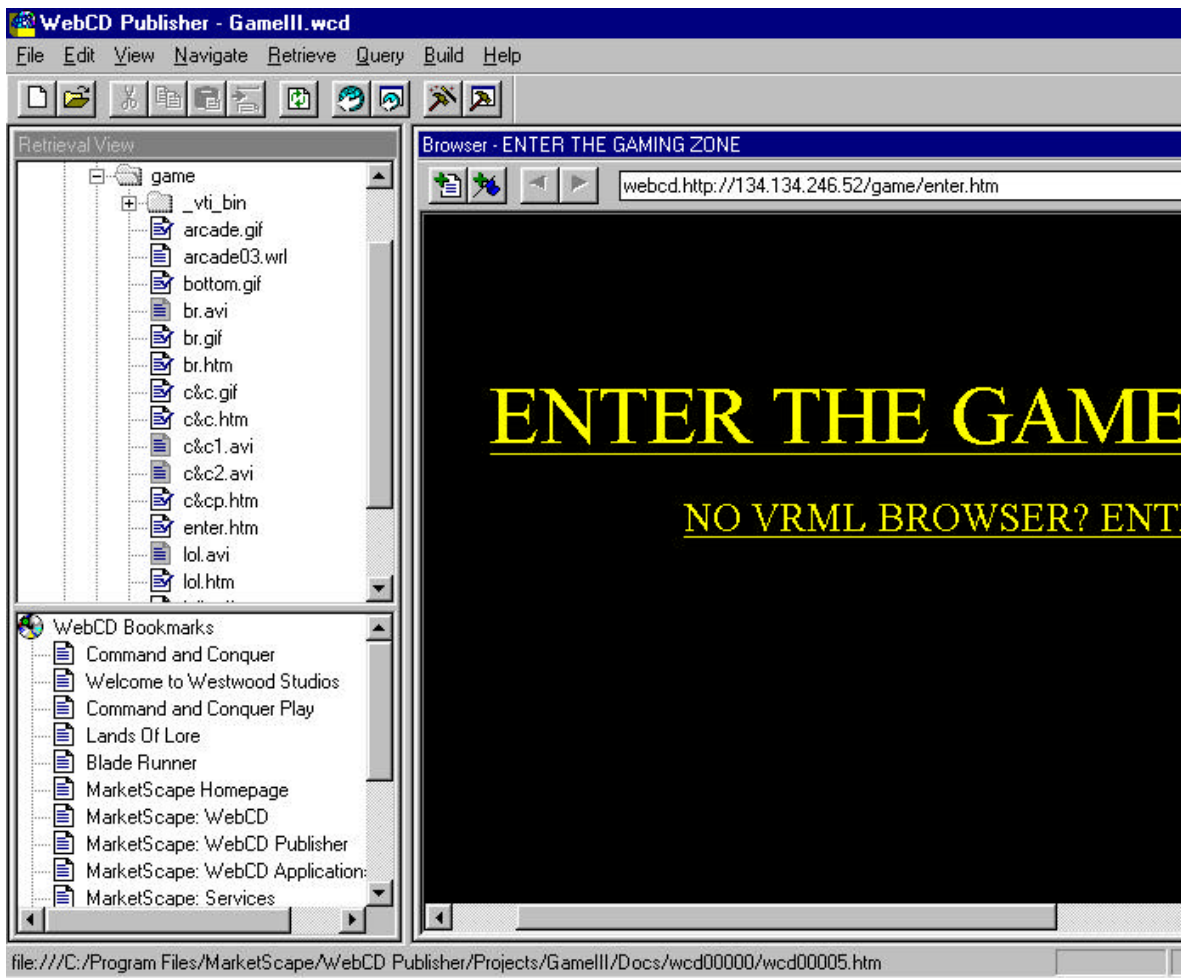 WebCD Publisher - GameIII.wcd
File Edit View Navigate Retrieve Query Build Help
Retrieval View
game
_vti_bin
arcade.gif
arcade03.wrl
bottom.gif
br.avi
br.gif
br.htm
c&c.gif
c&c.htm
c&c1.avi
c&c2.avi
c&cp.htm
enter.htm
lol.avi
lol.htm
WebCD Bookmarks
Command and Conquer
Welcome to Westwood Studios
Command and Conquer Play
Lands Of Lore
Blade Runner
MarketScape Homepage
MarketScape: WebCD
MarketScape: WebCD Publisher
MarketScape: WebCD Application
MarketScape: Services
Browser - ENTER THE GAMING ZONE
webcd.http://134.134.246.52/game/enter.htm
ENTER THE GAME
NO VRML BROWSER? ENT
file:///C:/Program Files/MarketScape/WebCD Publisher/Projects/GameIII/Docs/wcd00000/wcd00005.htm